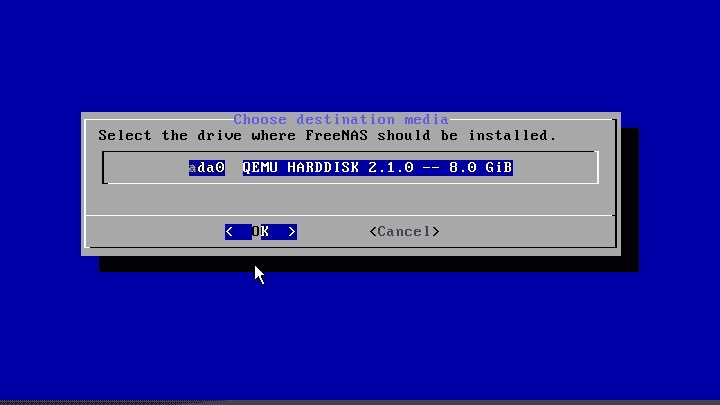 Choose destination media
Select the drive where FreeNAS should be installed.
ada0 QEMU HARDDISK 2.1.0 -- 8.0 GiB
< OK > <Cancel>